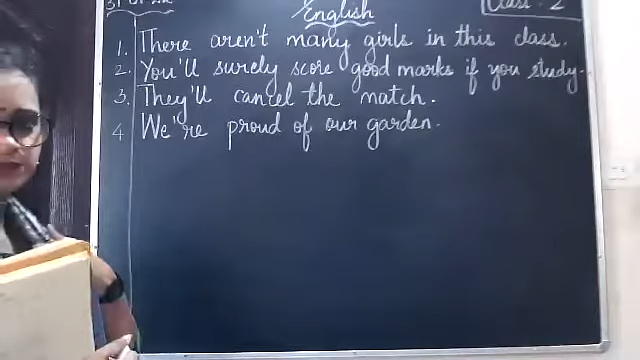 English
Class - 2
1. There aren't many girls in this class.
2. You'll surely score good marks if you study.
3. They'll cancel the match.
4 We're proud of our garden.